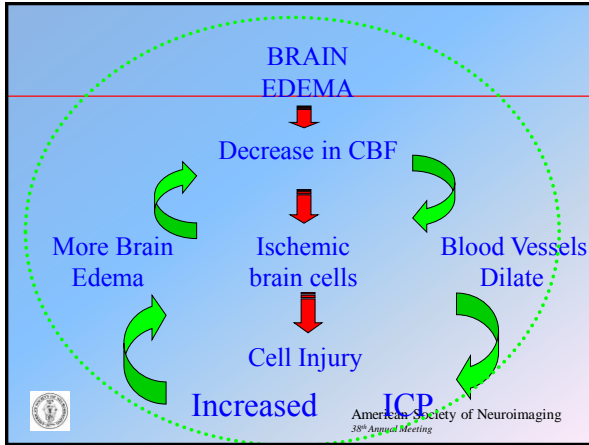 BRAIN
EDEMA
Decrease in CBF
More Brain
Edema
Ischemic
brain cells
Blood Vessels
Dilate
Cell Injury
Increased ICP
American Society of Neuroimaging
38th Annual Meeting